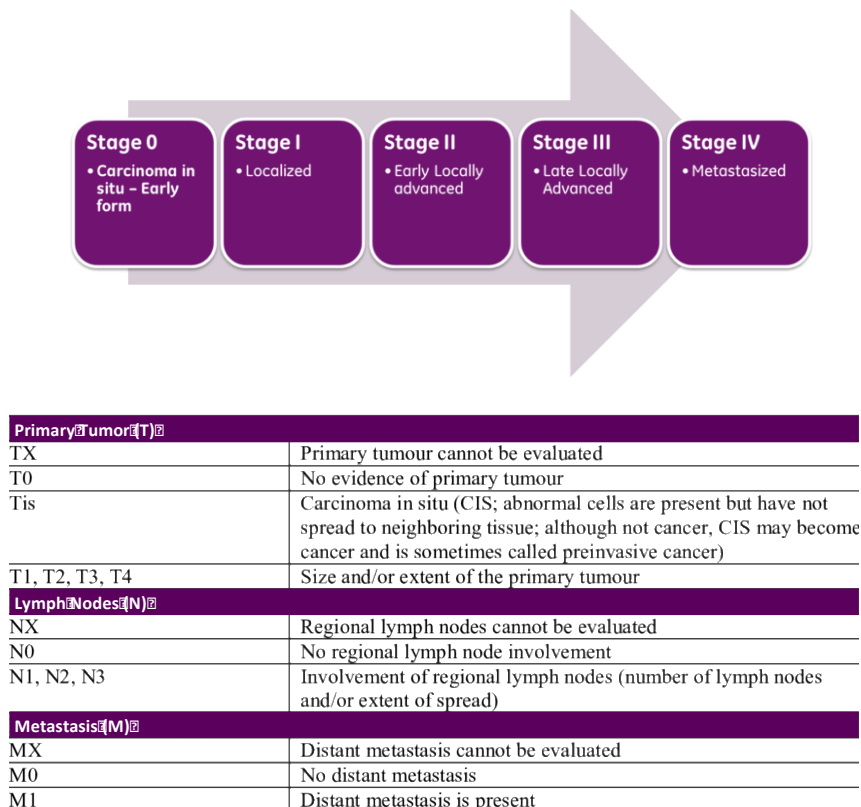 Stage 0
• Carcinoma in
situ – Early
form
Stage I
• Localized
Stage II
• Early Locally
advanced
Stage III
• Late Locally
Advanced
Stage IV
• Metastasized
Primary Tumor (T)
TX Primary tumour cannot be evaluated
T0 No evidence of primary tumour
Tis Carcinoma in situ (CIS; abnormal cells are present but have not
spread to neighboring tissue; although not cancer, CIS may become
cancer and is sometimes called preinvasive cancer)
T1, T2, T3, T4 Size and/or extent of the primary tumour
Lymph Nodes (N)
NX Regional lymph nodes cannot be evaluated
N0 No regional lymph node involvement
N1, N2, N3 Involvement of regional lymph nodes (number of lymph nodes
and/or extent of spread)
Metastasis (M)
MX Distant metastasis cannot be evaluated
M0 No distant metastasis
M1 Distant metastasis is present